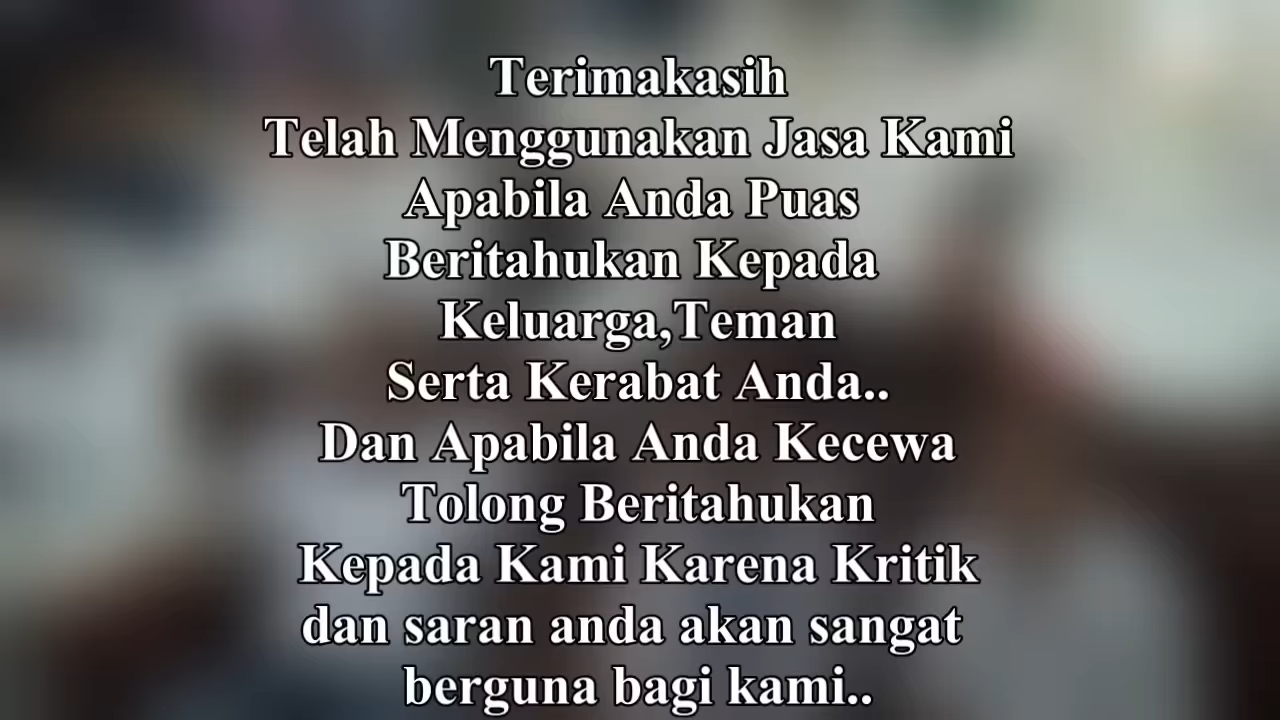 Terimakasih
Telah Menggunakan Jasa Kami
Apabila Anda Puas
Beritahukan Kepada
Keluarga,Teman
Serta Kerabat Anda..
Dan Apabila Anda Kecewa
Tolong Beritahukan
Kepada Kami Karena Kritik
dan saran anda akan sangat
berguna bagi kami..